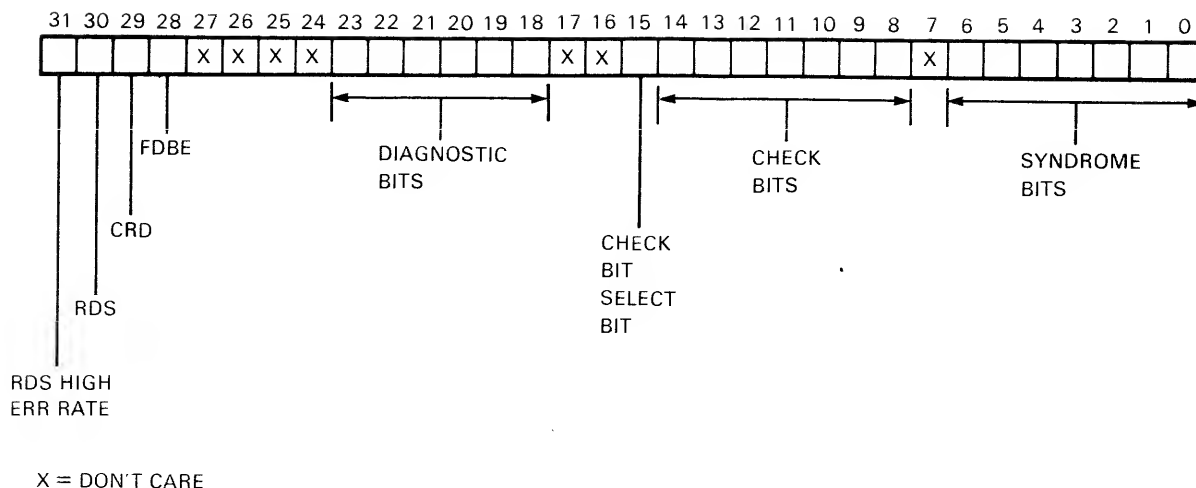 31 30 29 28 27 26 25 24 23 22 21 20 19 18 17 16 15 14 13 12 11 10 9 8 7 6 5 4 3 2 1 0
X X X X X X X
FDBE
DIAGNOSTIC
BITS
CHECK
BITS
SYNDROME
BITS
CRD
CHECK
BIT
SELECT
BIT
RDS
RDS HIGH
ERR RATE
X = DON'T CARE